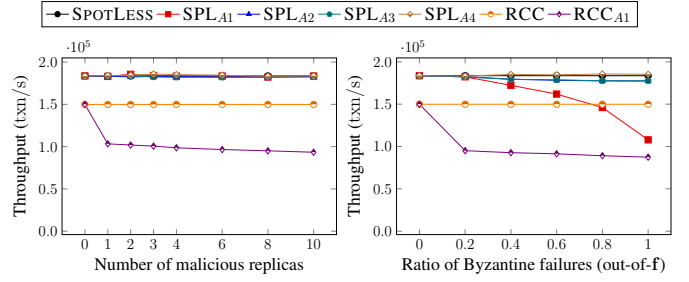 SPOTLESS SPL_A1 SPL_A2 SPL_A3 SPL_A4 RCC RCC_A1
·10^5
2.0
1.5
1.0
0.5
0.0
0 1 2 3 4 6 8 10
Throughput (txn/s)
Number of malicious replicas
·10^5
2.0
1.5
1.0
0.5
0.0
0 0.2 0.4 0.6 0.8 1
Throughput (txn/s)
Ratio of Byzantine failures (out-of-f)